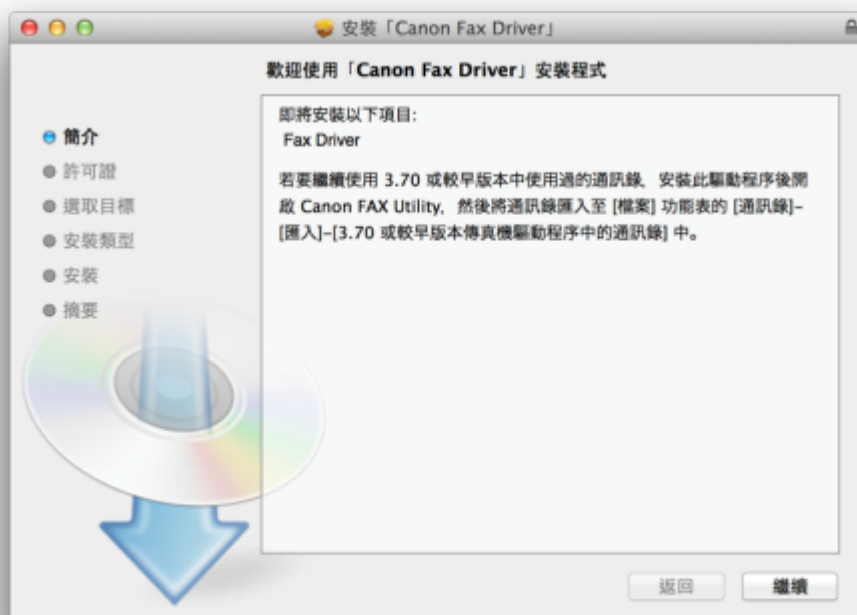 安裝「Canon Fax Driver」
歡迎使用「Canon Fax Driver」安裝程式
簡介
許可證
選取目標
安裝類型
安裝
摘要
即將安裝以下項目:
Fax Driver
若要繼續使用 3.70 或較早版本中使用過的通訊錄，安裝此驅動程序後開
啟 Canon FAX Utility，然後將通訊錄匯入至 [檔案] 功能表的 [通訊錄]–
[匯入]–[3.70 或較早版本傳真機驅動程序中的通訊錄] 中。
返回
繼續